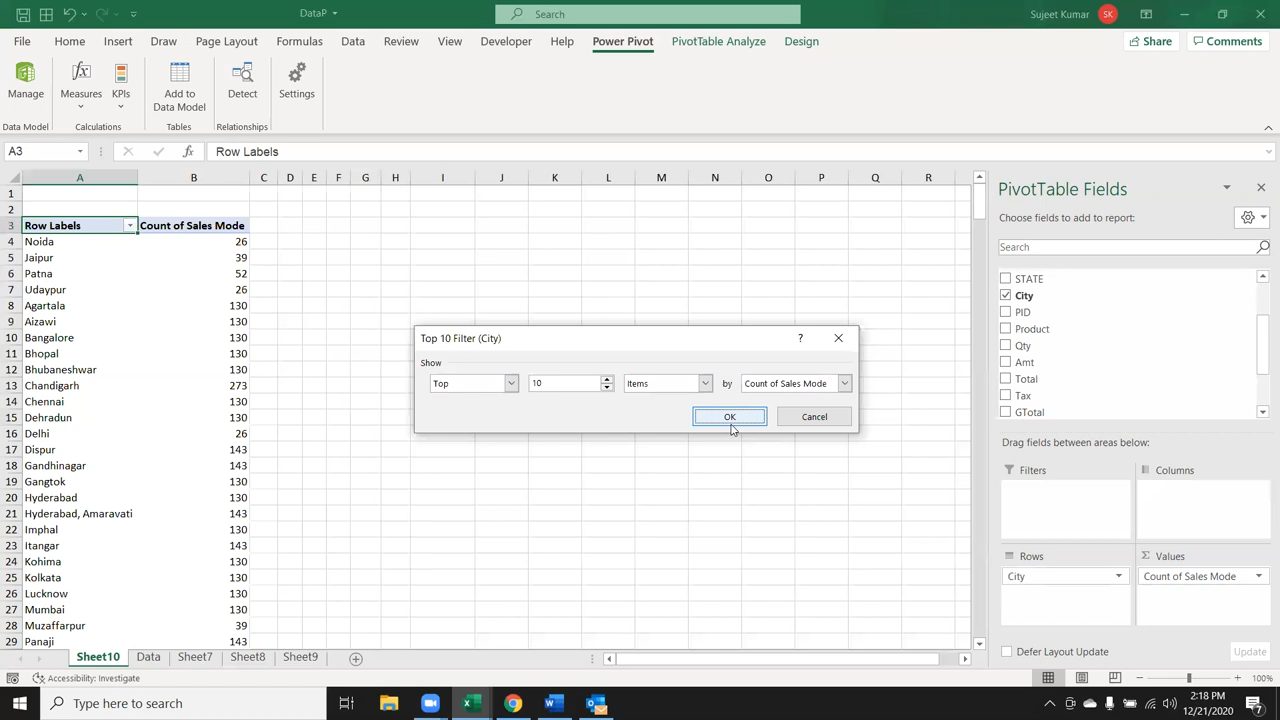 DataP
Search
Sujeet Kumar
SK
File
Home
Insert
Draw
Page Layout
Formulas
Data
Review
View
Developer
Help
Power Pivot
PivotTable Analyze
Design
Share
Comments
Manage
Measures
KPIs
Add to
Data Model
Detect
Settings
Data Model
Calculations
Tables
Relationships
A3
fx
Row Labels
A B C D E F G H I J L M N O P Q R
1
2
3 Row Labels Count of Sales Mode
4 Noida 26
5 Jaipur 39
6 Patna 52
7 Udaypur 26
8 Agartala 130
9 Aizawi 130
10 Bangalore 130
11 Bhopal 130
12 Bhubaneshwar 130
13 Chandigarh 273
14 Chennai 130
15 Dehradun 130
16 Delhi 26
17 Dispur 143
18 Gandhinagar 130
19 Gangtok 130
20 Hyderabad 130
21 Hyderabad, Amaravati 143
22 Imphal 130
23 Itangar 143
24 Kohima 130
25 Kolkata 130
26 Lucknow 130
27 Mumbai 130
28 Muzaffarpur 39
29 Panaji 143
Top 10 Filter (City)
?
Show
Top
10
Items
by
Count of Sales Mode
OK
Cancel
PivotTable Fields
Choose fields to add to report:
Search
STATE
City
PID
Product
Qty
Amt
Total
Tax
GTotal
Drag fields between areas below:
Filters
Columns
Rows
Σ Values
City
Count of Sales Mode
Defer Layout Update
Update
Sheet10
Data
Sheet7
Sheet8
Sheet9
Accessibility: Investigate
100%
Type here to search
2:18 PM
12/21/2020
7